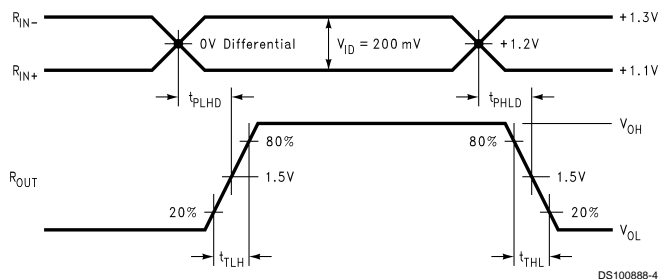 R_IN-
0V Differential
V_ID = 200 mV
+1.2V
+1.3V
R_IN+
+1.1V
t_PLHD
t_PHLD
V_OH
80%
80%
R_OUT
1.5V
1.5V
20%
20%
V_OL
t_TLH
t_THL
DS100888-4